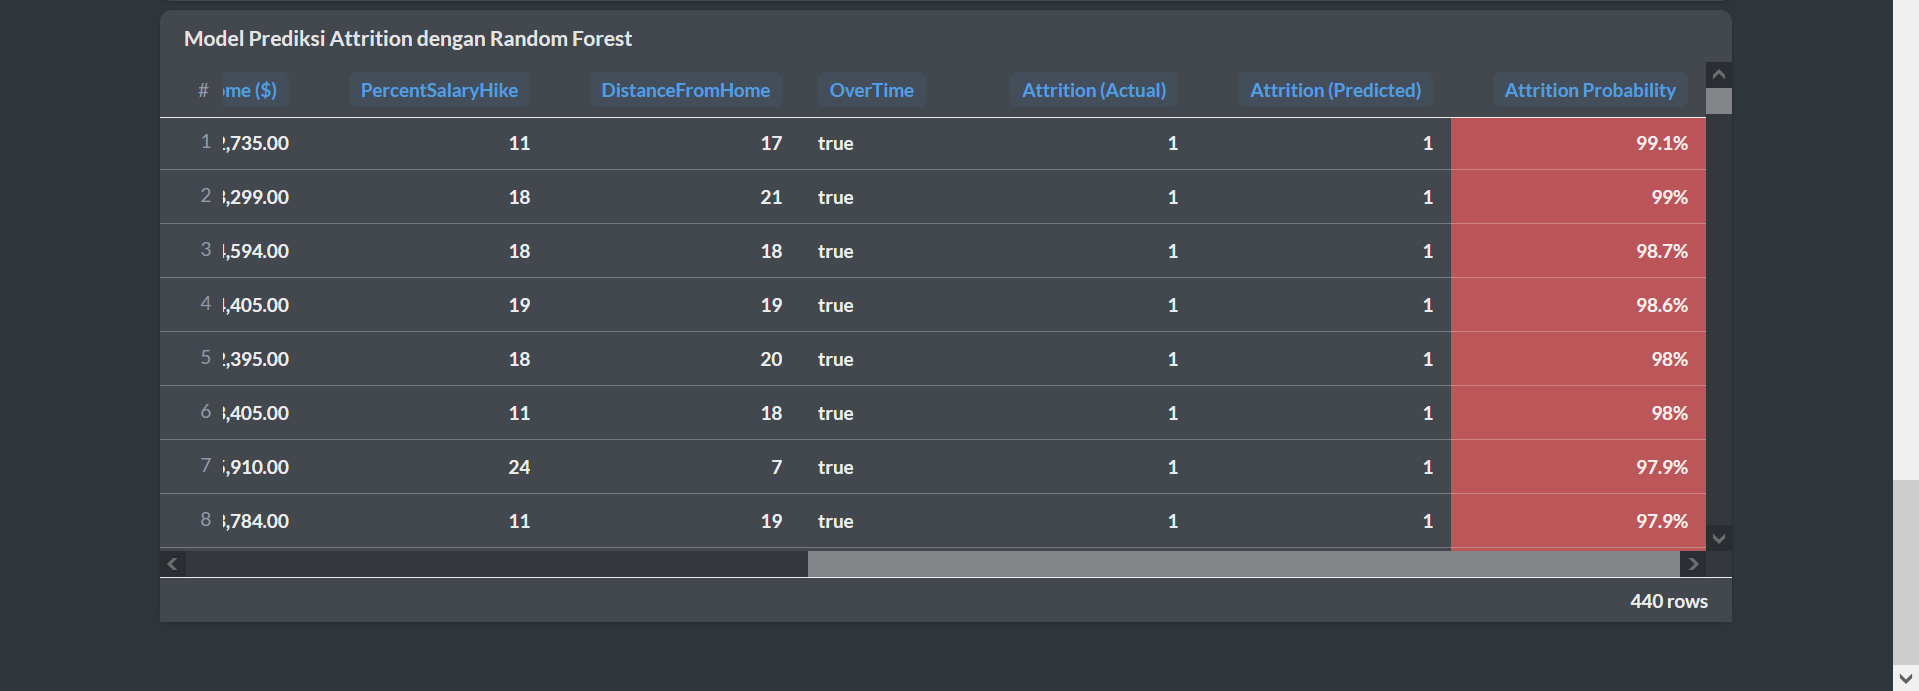 Model Prediksi Attrition dengan Random Forest
# ome ($) PercentSalaryHike DistanceFromHome OverTime Attrition (Actual) Attrition (Predicted) Attrition Probability
1 ,735.00 11 17 true 1 1 99.1%
2 ,299.00 18 21 true 1 1 99%
3 ,594.00 18 18 true 1 1 98.7%
4 ,405.00 19 19 true 1 1 98.6%
5 ,395.00 18 20 true 1 1 98%
6 ,405.00 11 18 true 1 1 98%
7 ,910.00 24 7 true 1 1 97.9%
8 ,784.00 11 19 true 1 1 97.9%
440 rows